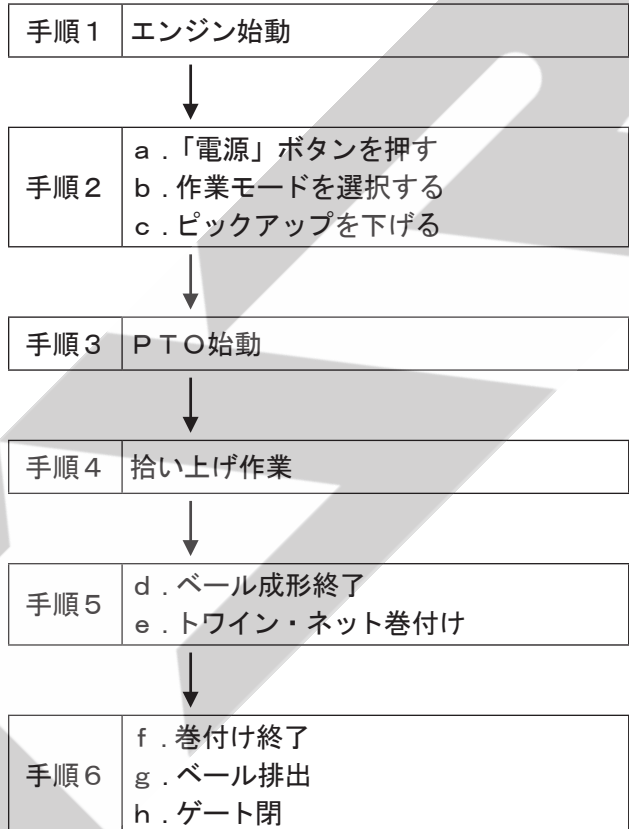 手順１ エンジン始動
ａ．「電源」ボタンを押す
手順２ ｂ．作業モードを選択する
ｃ．ピックアップを下げる
手順３ ＰＴＯ始動
手順４ 拾い上げ作業
手順５ ｄ．ベール成形終了
ｅ．トワイン・ネット巻付け
ｆ．巻付け終了
手順６ ｇ．ベール排出
ｈ．ゲート閉